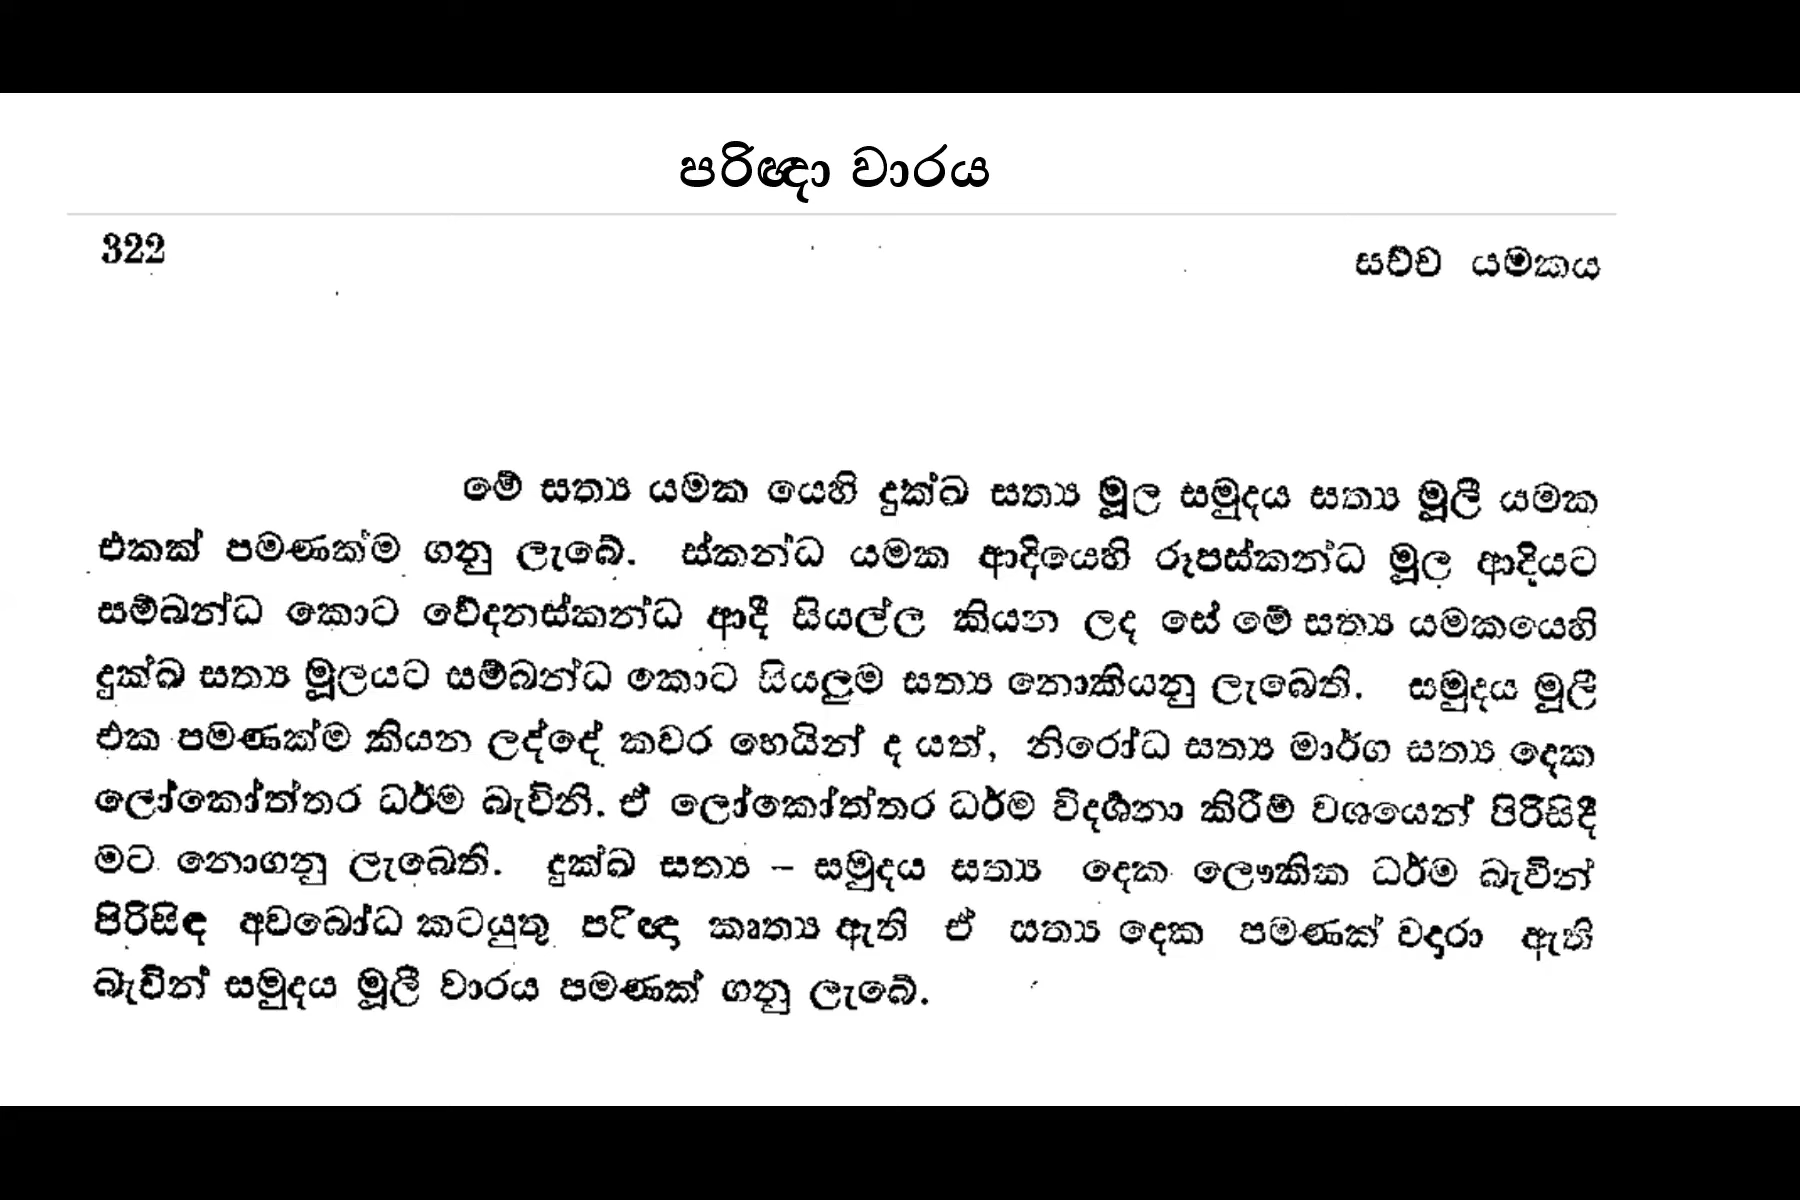 පරිඥා වාරය
322 සච්ච යමකය
මේ සත්‍ය යමක යෙහි දුක්ඛ සත්‍ය මූල සමුදය සත්‍ය මූලී යමක
එකක් පමණක්ම ගනු ලැබේ. ස්කන්ධ යමක ආදියෙහි රූපස්කන්ධ මූල ආදියට
සම්බන්ධ කොට වේදනාස්කන්ධ ආදී සියල්ල කියන ලද සේ මේ සත්‍ය යමකයෙහි
දුක්ඛ සත්‍ය මූලයට සම්බන්ධ කොට සියලුම සත්‍ය නොකියනු ලැබෙති. සමුදය මූලී
එක පමණක්ම කියන ලද්දේ කවර හෙයින් ද යත්, නිරෝධ සත්‍ය මාර්ග සත්‍ය දෙක
ලෝකෝත්තර ධර්ම බැවිනි. ඒ ලෝකෝත්තර ධර්ම විදර්ශනා කිරීම් වශයෙන් පිරිසිදී
මට නොගනු ලැබෙති. දුක්ඛ සත්‍ය – සමුදය සත්‍ය දෙක ලෞකික ධර්ම බැවින්
පිරිසිඳ අවබෝධ කටයුතු පරිඥා කෘත්‍ය ඇති ඒ සත්‍ය දෙක පමණක් වදාරා ඇති
බැවින් සමුදය මූලී වාරය පමණක් ගනු ලැබේ.